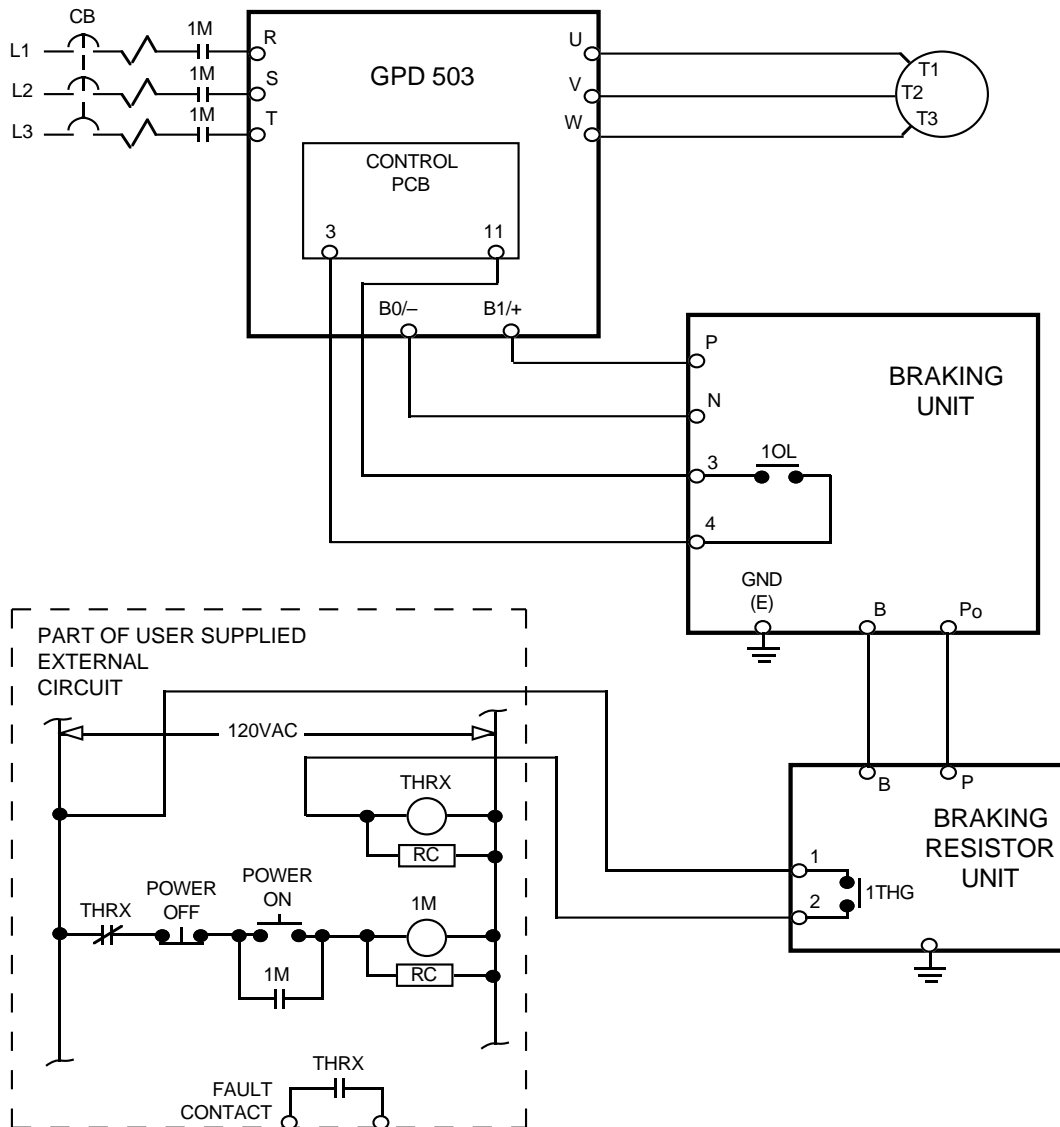 CB
1M
L1
R
U
T1
1M
L2
S
GPD 503
V
T2
1M
L3
T
W
T3
CONTROL
PCB
3
11
B0/–
B1/+
P
BRAKING
UNIT
N
1OL
3
4
GND
(E)
B
Po
PART OF USER SUPPLIED
EXTERNAL
CIRCUIT
120VAC
THRX
RC
B
P
BRAKING
RESISTOR
UNIT
1
2
1THG
POWER
OFF
POWER
ON
THRX
1M
RC
1M
THRX
FAULT
CONTACT